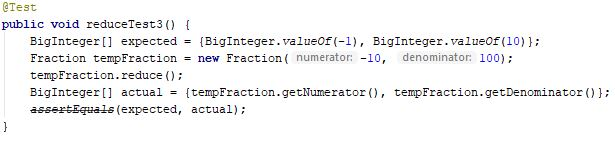 @Test
public void reduceTest3() {
BigInteger[] expected = {BigInteger.valueOf(-1), BigInteger.valueOf(10)};
Fraction tempFraction = new Fraction( numerator: -10, denominator: 100);
tempFraction.reduce();
BigInteger[] actual = {tempFraction.getNumerator(), tempFraction.getDenominator()};
assertEquals(expected, actual);
}